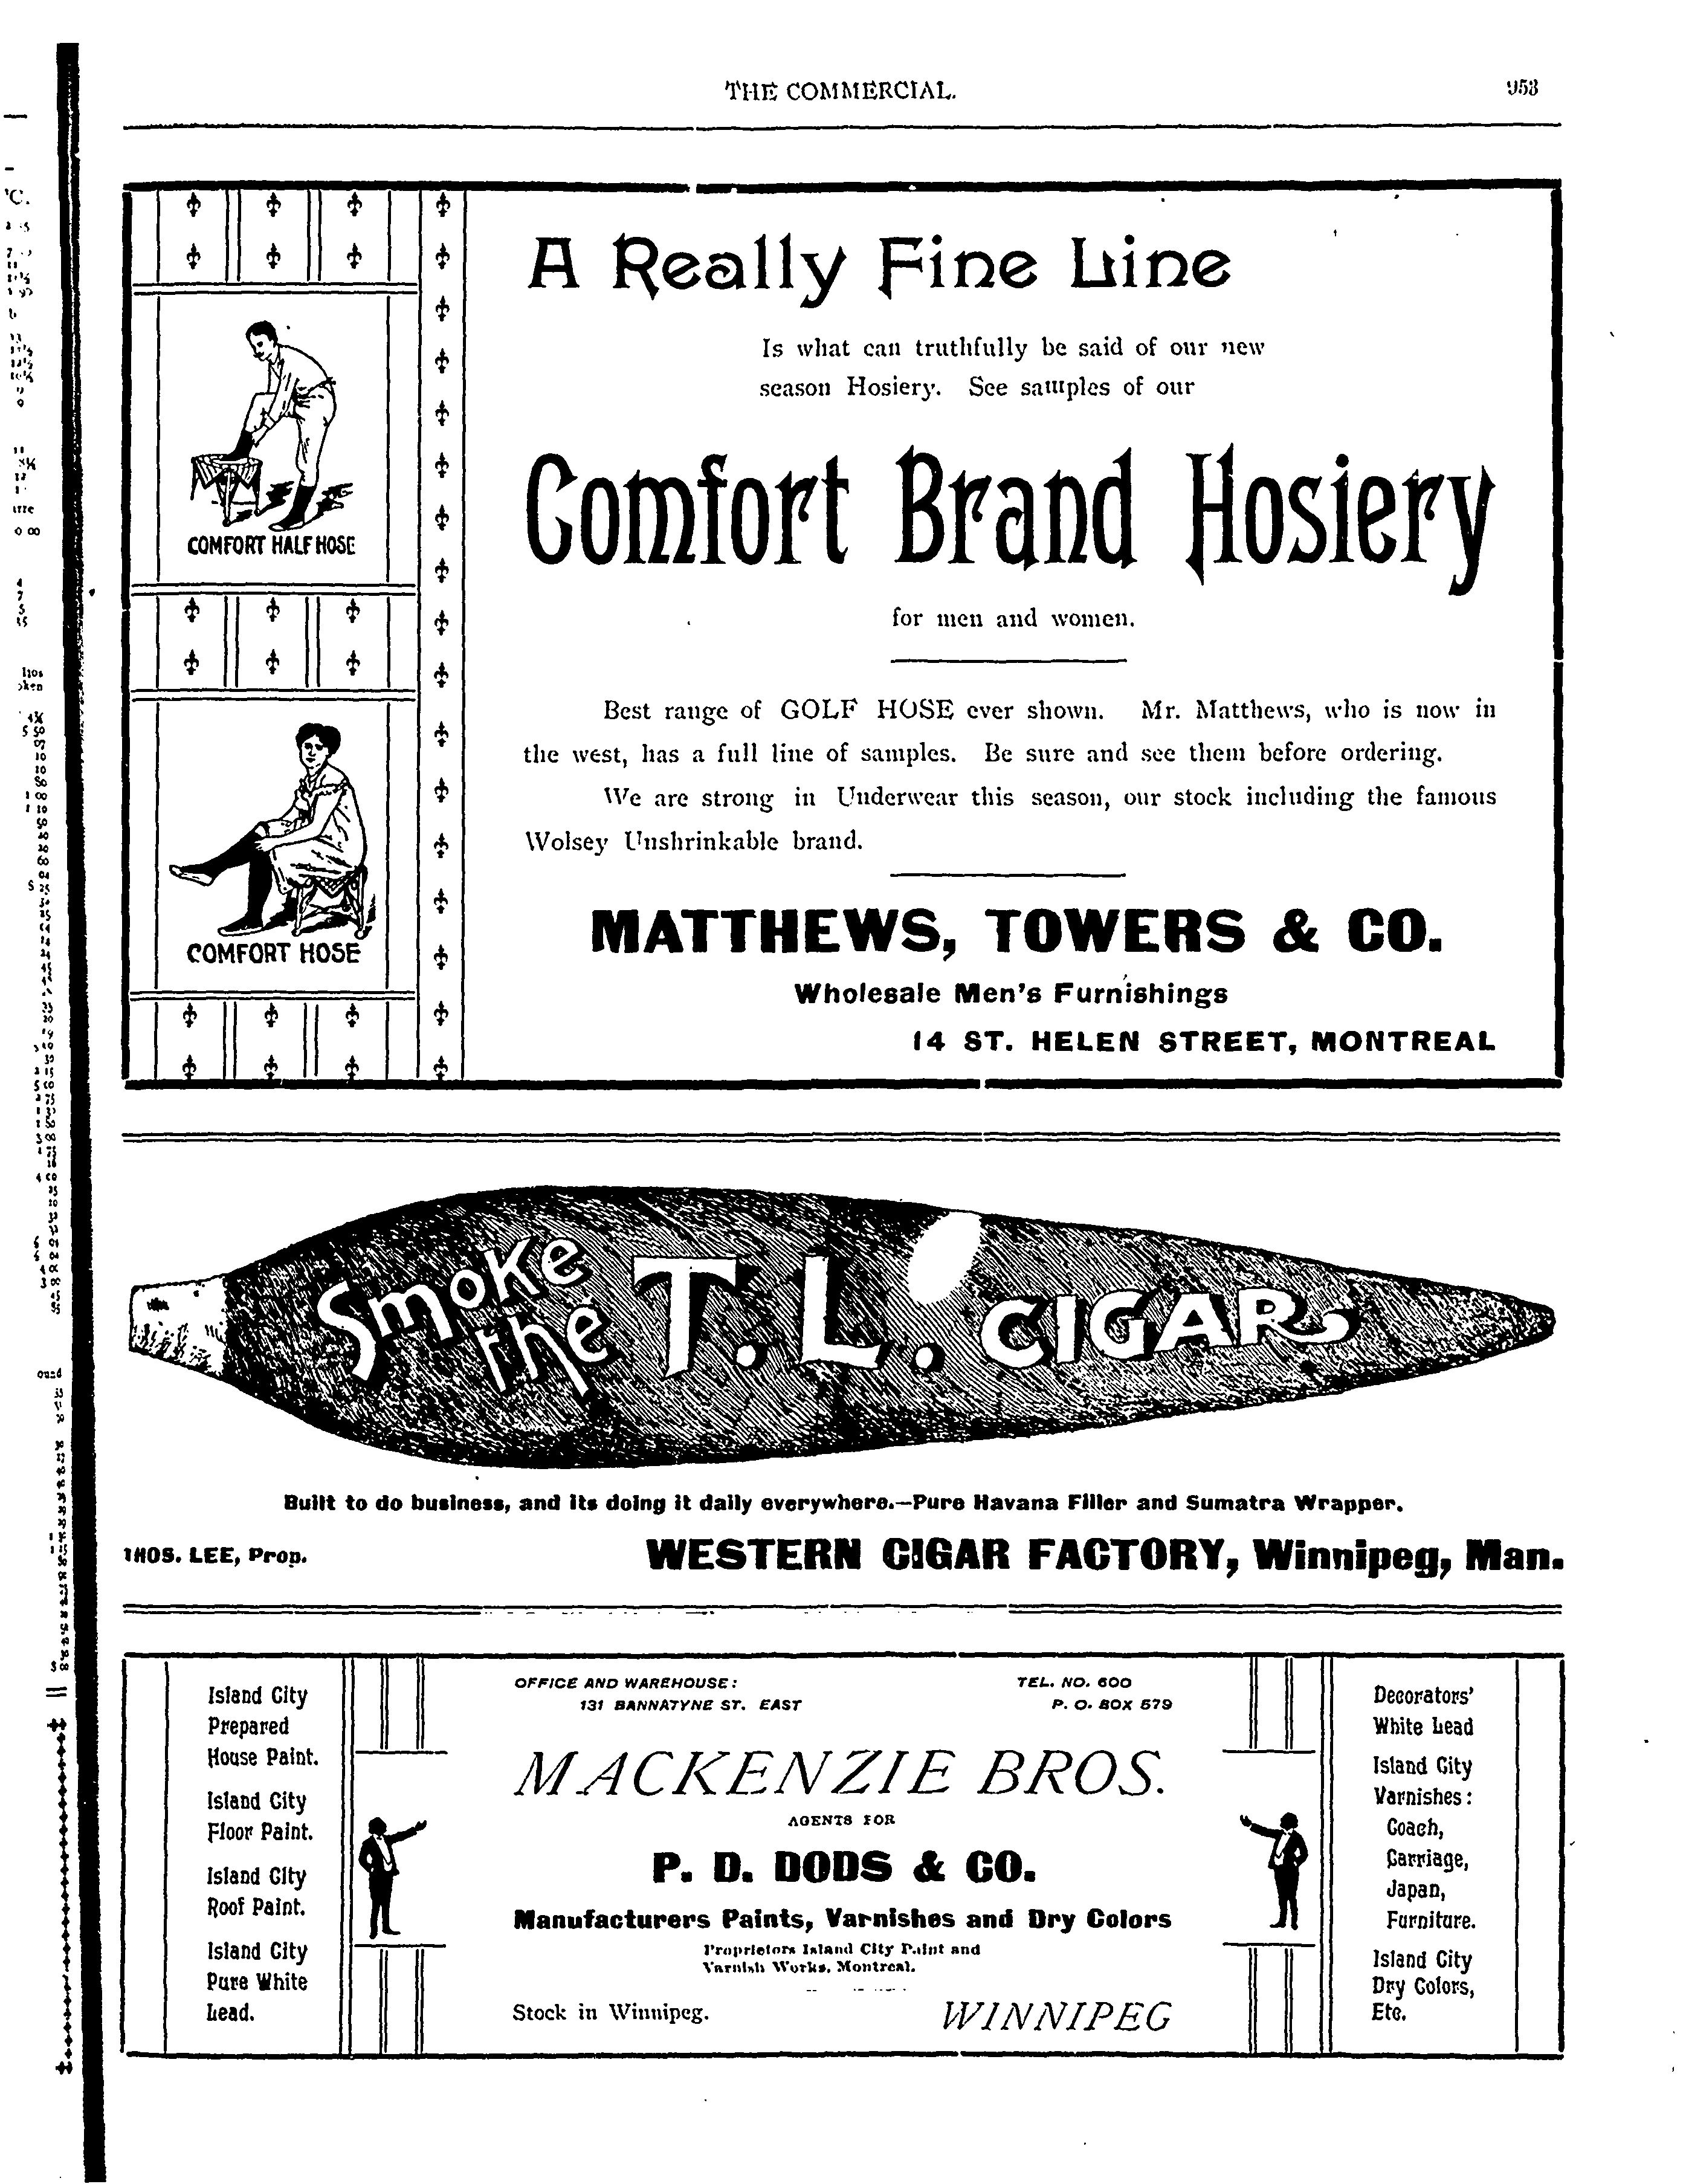 THE COMMERCIAL.
953
A Really Fine Line
Is what can truthfully be said of our new
season Hosiery. See samples of our
Comfort Brand Hosiery
for men and women.
Best range of GOLF HOSE ever shown. Mr. Matthews, who is now in
the west, has a full line of samples. Be sure and see them before ordering.
We are strong in Underwear this season, our stock including the famous
Wolsey Unshrinkable brand.
MATTHEWS, TOWERS & CO.
Wholesale Men's Furnishings
14 ST. HELEN STREET, MONTREAL
COMFORT HALF HOSE
COMFORT HOSE
Smoke
the T. L. CIGAR
Built to do business, and its doing it daily everywhere.—Pure Havana Filler and Sumatra Wrapper.
THOS. LEE, Prop.
WESTERN CIGAR FACTORY, Winnipeg, Man.
Island City
Prepared
House Paint.
Island City
Floor Paint.
Island City
Roof Paint.
Island City
Pure White
Lead.
OFFICE AND WAREHOUSE:
131 BANNATYNE ST. EAST
TEL. NO. 600
P. O. BOX 579
MACKENZIE BROS.
AGENTS FOR
P. D. DODS & CO.
Manufacturers Paints, Varnishes and Dry Colors
Proprietors Island City Paint and
Varnish Works, Montreal.
Stock in Winnipeg.
WINNIPEG
Decorators'
White Lead
Island City
Varnishes:
Coach,
Carriage,
Japan,
Furniture.
Island City
Dry Colors,
Etc.